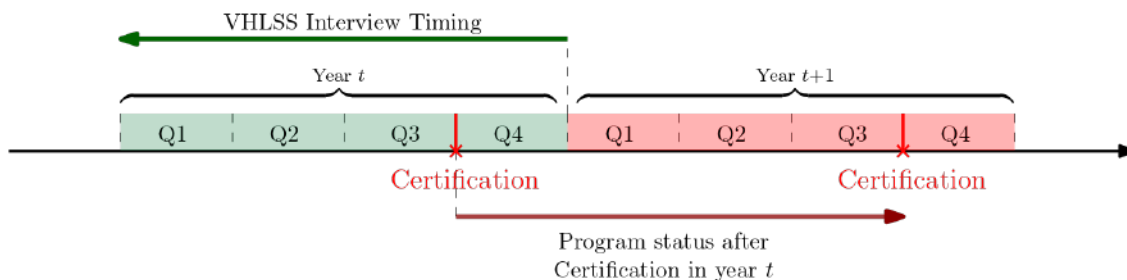 VHLSS Interview Timing
Year t
Year t+1
Q1 Q2 Q3 Q4 Q1 Q2 Q3 Q4
Certification Certification
Program status after
Certification in year t